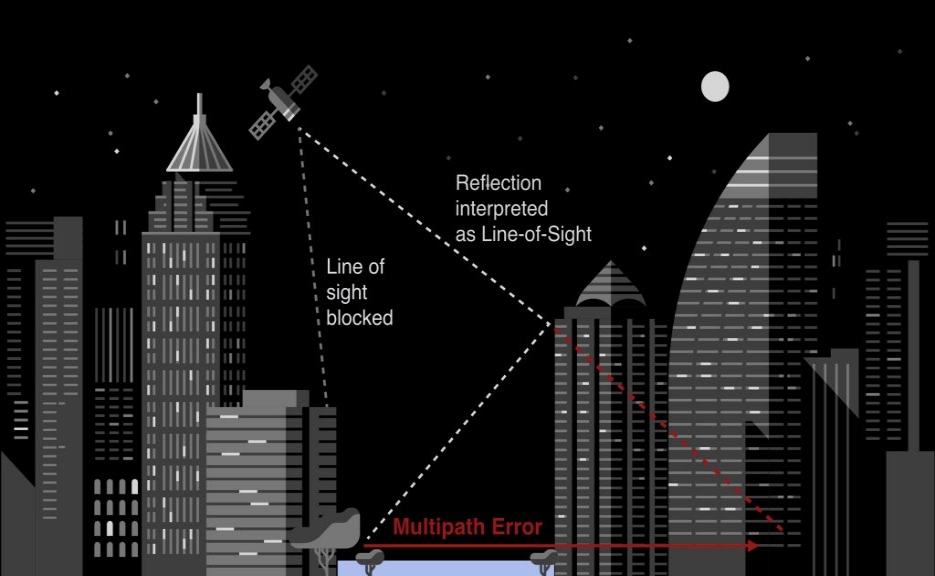 Reflection
interpreted
as Line-of-Sight
Line of
sight
blocked
Multipath Error